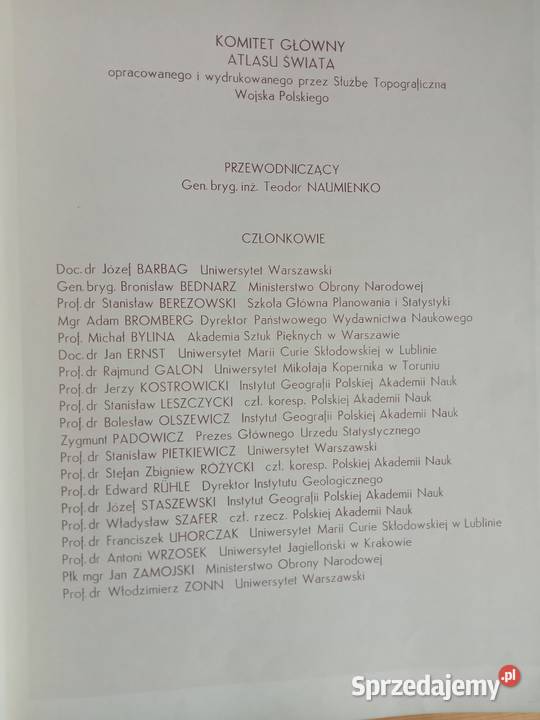 KOMITET GŁOWNY
ATLASU ŚWIATA
opracowanego i wydrukowanego przez Służbę Topograficzna
Wojska Polskiego
PRZEWODNICZĄCY
Gen. bryg. inż. Teodor NAUMIENKO
CZŁONKOWIE
Doc. dr Józef BARBAG Uniwersytet Warszawski
Gen. bryg. Bronisław BEDNARZ Ministerstwo Obrony Narodowej
Prof. dr Stanisław BEREZOWSKI Szkoła Główna Planowania i Statystyki
Mgr Adam BROMBERG Dyrektor Państwowego Wydawnictwa Naukowego
Prof. Michał BYLINA Akademia Sztuk Pięknych w Warszawie
Doc. dr Jan ERNST Uniwersytet Marii Curie Skłodowskiej w Lublinie
Prof. dr Rajmund GALON Uniwersytet Mikołaja Kopernika w Toruniu
Prof. dr Jerzy KOSTROWICKI Instytut Geografii Polskiej Akademii Nauk
Prof. dr Stanisław LESZCZYCKI czł. koresp. Polskiej Akademii Nauk
Prof. dr Bolesław OLSZEWICZ Instytut Geografii Polskiej Akademii Nauk
Zygmunt PADOWICZ Prezes Głównego Urzedu Statystycznego
Prof. dr Stanisław PIETKIEWICZ Uniwersytet Warszawski
Prof. dr Stefan Zbigniew RÓŻYCKI czł. koresp. Polskiej Akademii Nauk
Prof. dr Edward RÜHLE Dyrektor Instytutu Geologicznego
Prof. dr Józef STASZEWSKI Instytut Geografii Polskiej Akademii Nauk
Prof. dr Władysław SZAFER czł. rzecz. Polskiej Akademii Nauk
Prof. dr Franciszek UHORCZAK Uniwersytet Marii Curie Skłodowskiej w Lublinie
Prof. dr Antoni WRZOSEK Uniwersytet Jagielloński w Krakowie
Płk mgr Jan ZAMOJSKI Ministerstwo Obrony Narodowej
Prof. dr Włodzimierz ZONN Uniwersytet Warszawski
Sprzedajemy.pl